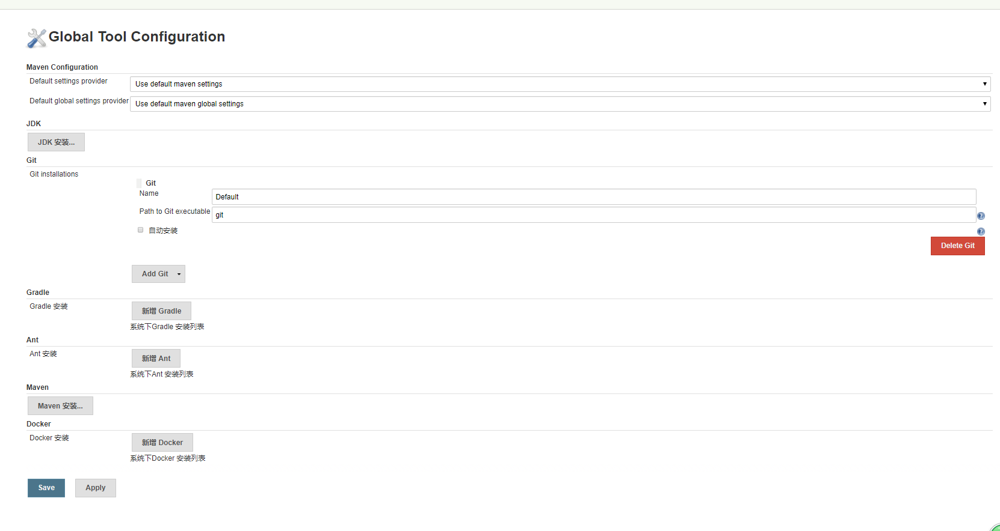 Global Tool Configuration
Maven Configuration
Default settings provider
Use default maven settings
Default global settings provider
Use default maven global settings
JDK
JDK 安装...
Git
Git installations
Git
Name
Default
Path to Git executable
git
自动安装
Delete Git
Add Git
Gradle
Gradle 安装
新增 Gradle
系统下Gradle 安装列表
Ant
Ant 安装
新增 Ant
系统下Ant 安装列表
Maven
Maven 安装...
Docker
Docker 安装
新增 Docker
系统下Docker 安装列表
Save Apply